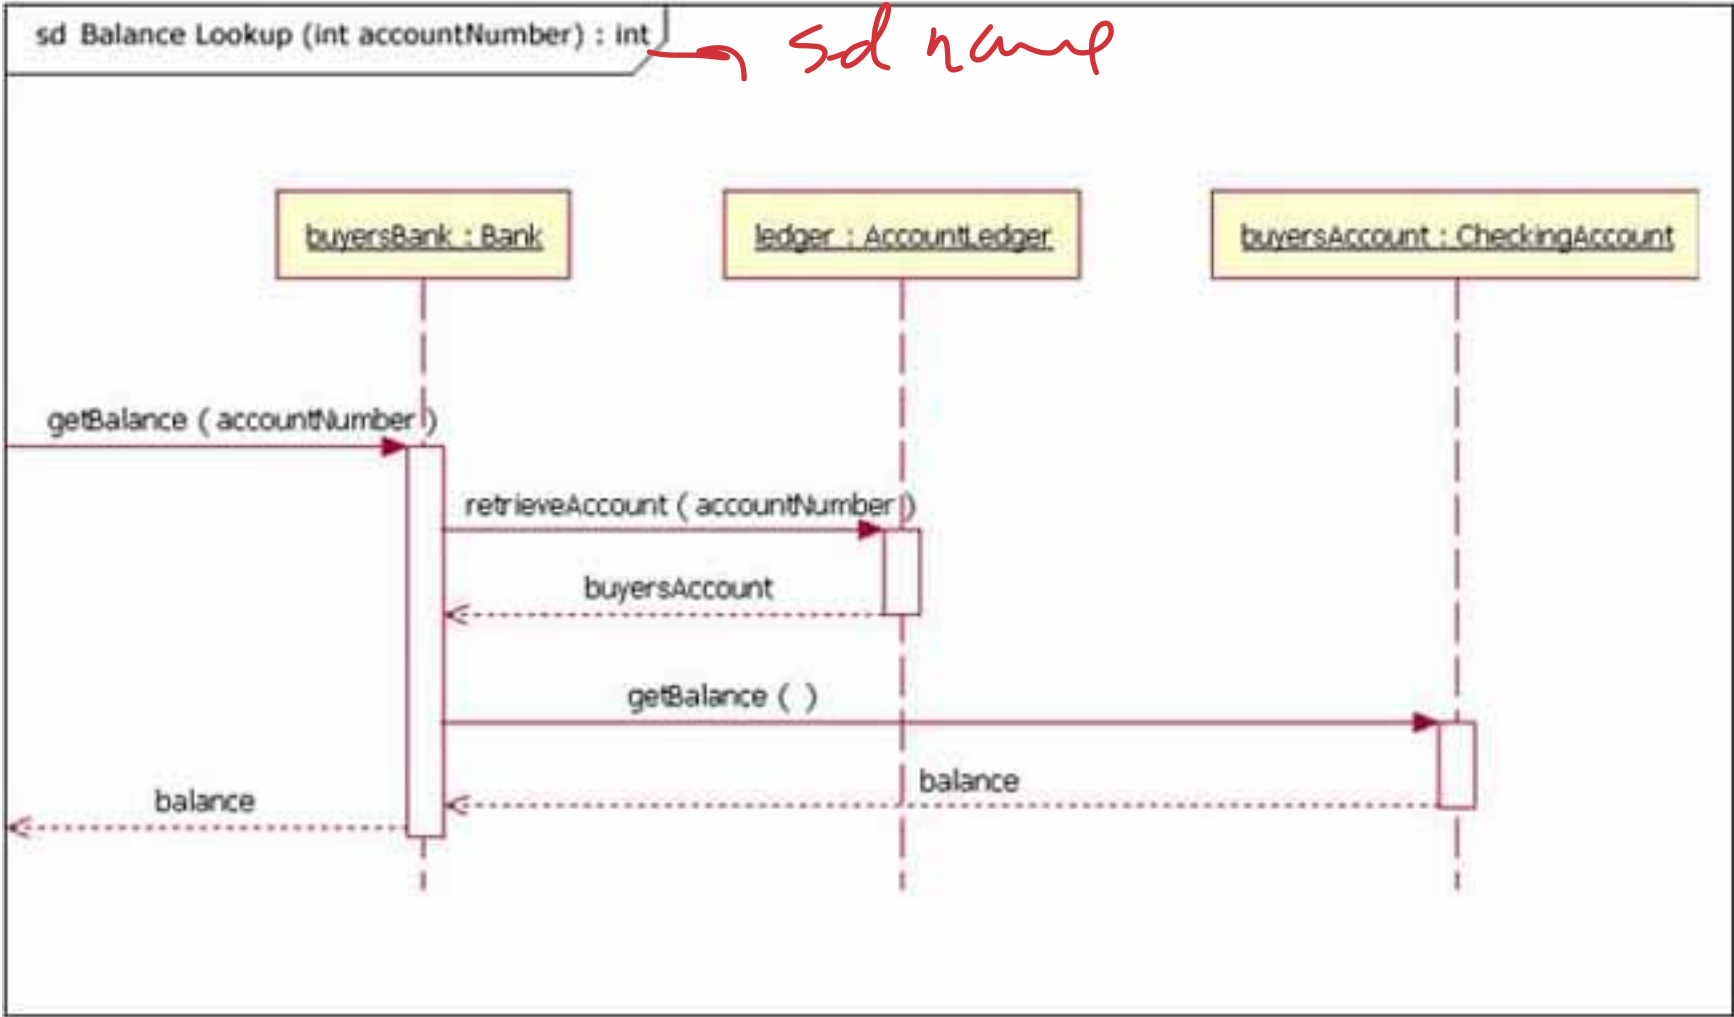 sd Balance Lookup (int accountNumber) : int
sd name
buyersBank : Bank
ledger : AccountLedger
buyersAccount : CheckingAccount
getBalance ( accountNumber )
retrieveAccount ( accountNumber )
buyersAccount
getBalance ( )
balance
balance